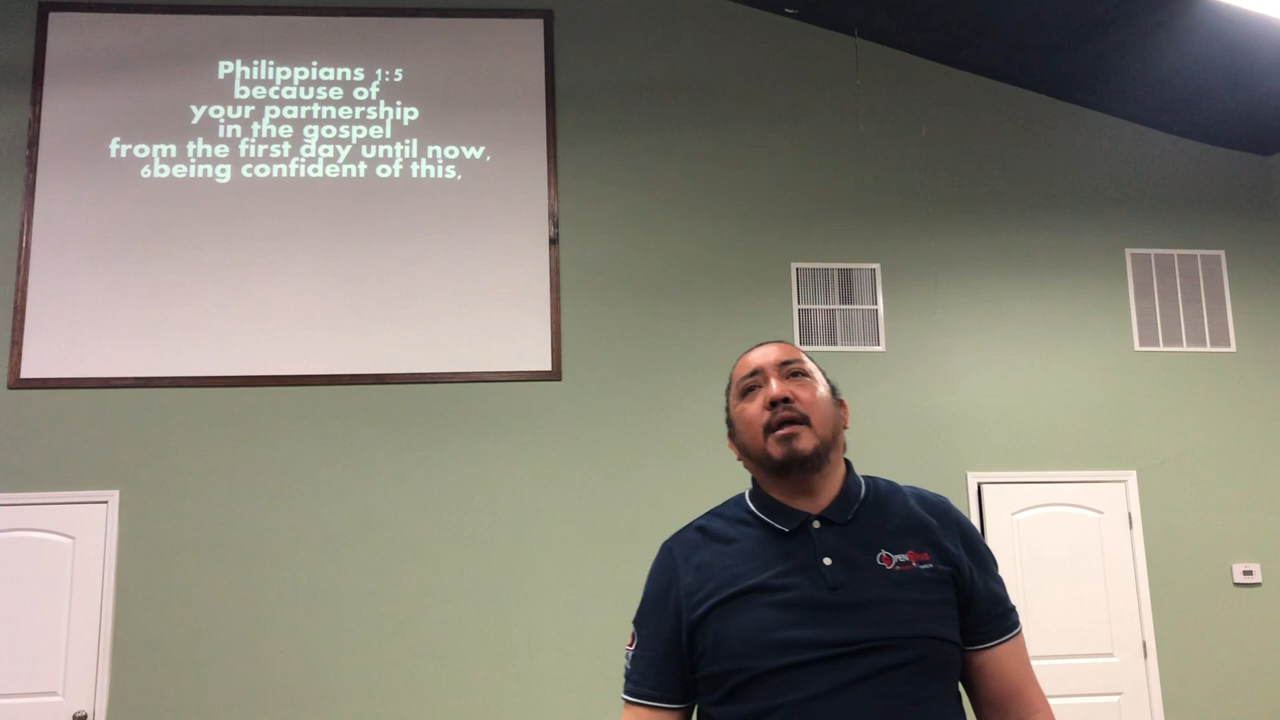 Philippians 1:5
because of
your partnership
in the gospel
from the first day until now,
6being confident of this,